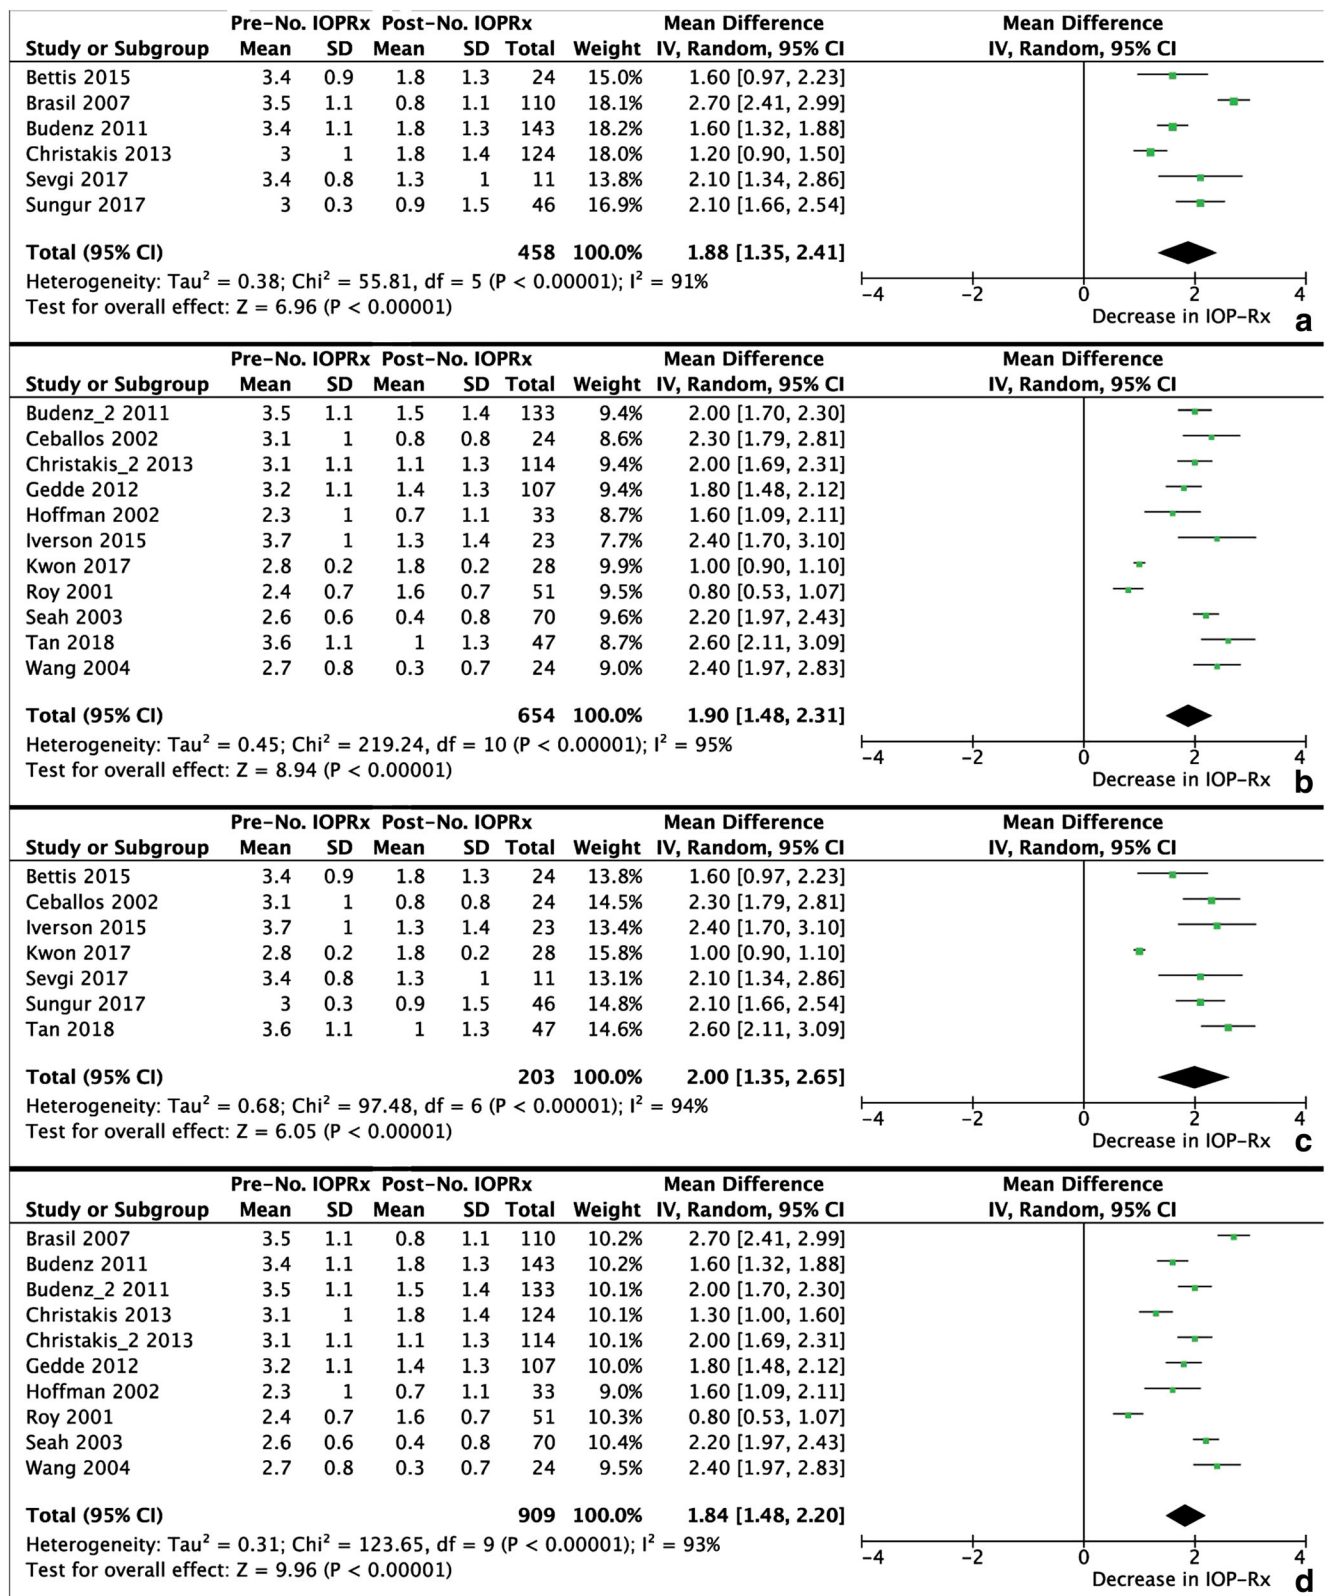 Pre-No. IOPRx Post-No. IOPRx Mean Difference Mean Difference
Study or Subgroup Mean SD Mean SD Total Weight IV, Random, 95% CI IV, Random, 95% CI
Bettis 2015 3.4 0.9 1.8 1.3 24 15.0% 1.60 [0.97, 2.23]
Brasil 2007 3.5 1.1 0.8 1.1 110 18.1% 2.70 [2.41, 2.99]
Budenz 2011 3.4 1.1 1.8 1.3 143 18.2% 1.60 [1.32, 1.88]
Christakis 2013 3 1 1.8 1.4 124 18.0% 1.20 [0.90, 1.50]
Sevgi 2017 3.4 0.8 1.3 1 11 13.8% 2.10 [1.34, 2.86]
Sungur 2017 3 0.3 0.9 1.5 46 16.9% 2.10 [1.66, 2.54]
Total (95% CI) 458 100.0% 1.88 [1.35, 2.41]
Heterogeneity: Tau² = 0.38; Chi² = 55.81, df = 5 (P < 0.00001); I² = 91%
-4 -2 0 2 4
Test for overall effect: Z = 6.96 (P < 0.00001)
Decrease in IOP-Rx a
Pre-No. IOPRx Post-No. IOPRx Mean Difference Mean Difference
Study or Subgroup Mean SD Mean SD Total Weight IV, Random, 95% CI IV, Random, 95% CI
Budenz_2 2011 3.5 1.1 1.5 1.4 133 9.4% 2.00 [1.70, 2.30]
Ceballos 2002 3.1 1 0.8 0.8 24 8.6% 2.30 [1.79, 2.81]
Christakis_2 2013 3.1 1.1 1.1 1.3 114 9.4% 2.00 [1.69, 2.31]
Gedde 2012 3.2 1.1 1.4 1.3 107 9.4% 1.80 [1.48, 2.12]
Hoffman 2002 2.3 1 0.7 1.1 33 8.7% 1.60 [1.09, 2.11]
Iverson 2015 3.7 1 1.3 1.4 23 7.7% 2.40 [1.70, 3.10]
Kwon 2017 2.8 0.2 1.8 0.2 28 9.9% 1.00 [0.90, 1.10]
Roy 2001 2.4 0.7 1.6 0.7 51 9.5% 0.80 [0.53, 1.07]
Seah 2003 2.6 0.6 0.4 0.8 70 9.6% 2.20 [1.97, 2.43]
Tan 2018 3.6 1.1 1 1.3 47 8.7% 2.60 [2.11, 3.09]
Wang 2004 2.7 0.8 0.3 0.7 24 9.0% 2.40 [1.97, 2.83]
Total (95% CI) 654 100.0% 1.90 [1.48, 2.31]
Heterogeneity: Tau² = 0.45; Chi² = 219.24, df = 10 (P < 0.00001); I² = 95%
-4 -2 0 2 4
Test for overall effect: Z = 8.94 (P < 0.00001)
Decrease in IOP-Rx b
Pre-No. IOPRx Post-No. IOPRx Mean Difference Mean Difference
Study or Subgroup Mean SD Mean SD Total Weight IV, Random, 95% CI IV, Random, 95% CI
Bettis 2015 3.4 0.9 1.8 1.3 24 13.8% 1.60 [0.97, 2.23]
Ceballos 2002 3.1 1 0.8 0.8 24 14.5% 2.30 [1.79, 2.81]
Iverson 2015 3.7 1 1.3 1.4 23 13.4% 2.40 [1.70, 3.10]
Kwon 2017 2.8 0.2 1.8 0.2 28 15.8% 1.00 [0.90, 1.10]
Sevgi 2017 3.4 0.8 1.3 1 11 13.1% 2.10 [1.34, 2.86]
Sungur 2017 3 0.3 0.9 1.5 46 14.8% 2.10 [1.66, 2.54]
Tan 2018 3.6 1.1 1 1.3 47 14.6% 2.60 [2.11, 3.09]
Total (95% CI) 203 100.0% 2.00 [1.35, 2.65]
Heterogeneity: Tau² = 0.68; Chi² = 97.48, df = 6 (P < 0.00001); I² = 94%
-4 -2 0 2 4
Test for overall effect: Z = 6.05 (P < 0.00001)
Decrease in IOP-Rx c
Pre-No. IOPRx Post-No. IOPRx Mean Difference Mean Difference
Study or Subgroup Mean SD Mean SD Total Weight IV, Random, 95% CI IV, Random, 95% CI
Brasil 2007 3.5 1.1 0.8 1.1 110 10.2% 2.70 [2.41, 2.99]
Budenz 2011 3.4 1.1 1.8 1.3 143 10.2% 1.60 [1.32, 1.88]
Budenz_2 2011 3.5 1.1 1.5 1.4 133 10.1% 2.00 [1.70, 2.30]
Christakis 2013 3.1 1 1.8 1.4 124 10.1% 1.30 [1.00, 1.60]
Christakis_2 2013 3.1 1.1 1.1 1.3 114 10.1% 2.00 [1.69, 2.31]
Gedde 2012 3.2 1.1 1.4 1.3 107 10.0% 1.80 [1.48, 2.12]
Hoffman 2002 2.3 1 0.7 1.1 33 9.0% 1.60 [1.09, 2.11]
Roy 2001 2.4 0.7 1.6 0.7 51 10.3% 0.80 [0.53, 1.07]
Seah 2003 2.6 0.6 0.4 0.8 70 10.4% 2.20 [1.97, 2.43]
Wang 2004 2.7 0.8 0.3 0.7 24 9.5% 2.40 [1.97, 2.83]
Total (95% CI) 909 100.0% 1.84 [1.48, 2.20]
Heterogeneity: Tau² = 0.31; Chi² = 123.65, df = 9 (P < 0.00001); I² = 93%
-4 -2 0 2 4
Test for overall effect: Z = 9.96 (P < 0.00001)
Decrease in IOP-Rx d